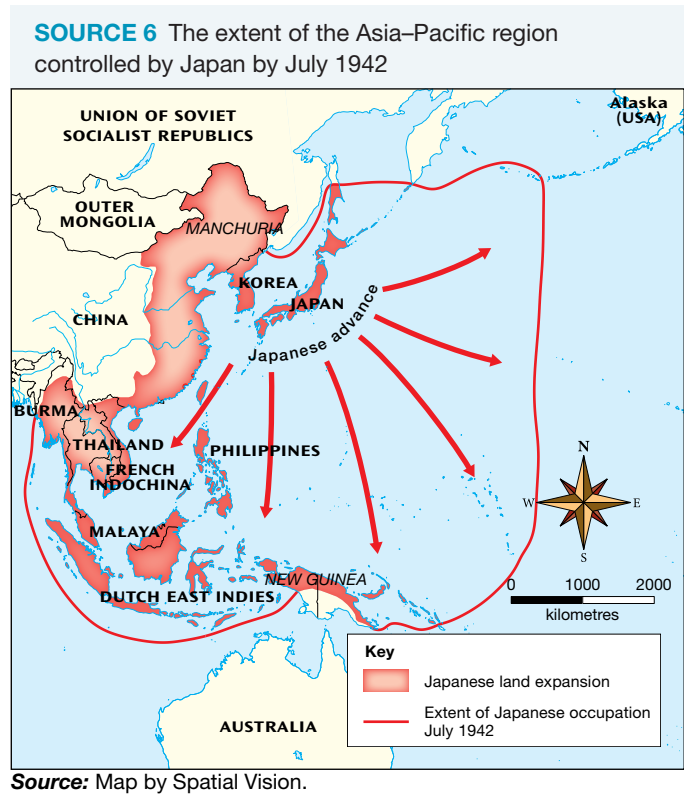 SOURCE 6 The extent of the Asia–Pacific region
controlled by Japan by July 1942
Alaska
(USA)
UNION OF SOVIET
SOCIALIST REPUBLICS
OUTER
MONGOLIA
MANCHURIA
KOREA
JAPAN
CHINA
Japanese advance
BURMA
THAILAND
PHILIPPINES
FRENCH
INDOCHINA
N
W
E
S
MALAYA
NEW GUINEA
DUTCH EAST INDIES
0 1000 2000
kilometres
Key
Japanese land expansion
Extent of Japanese occupation
July 1942
AUSTRALIA
Source: Map by Spatial Vision.